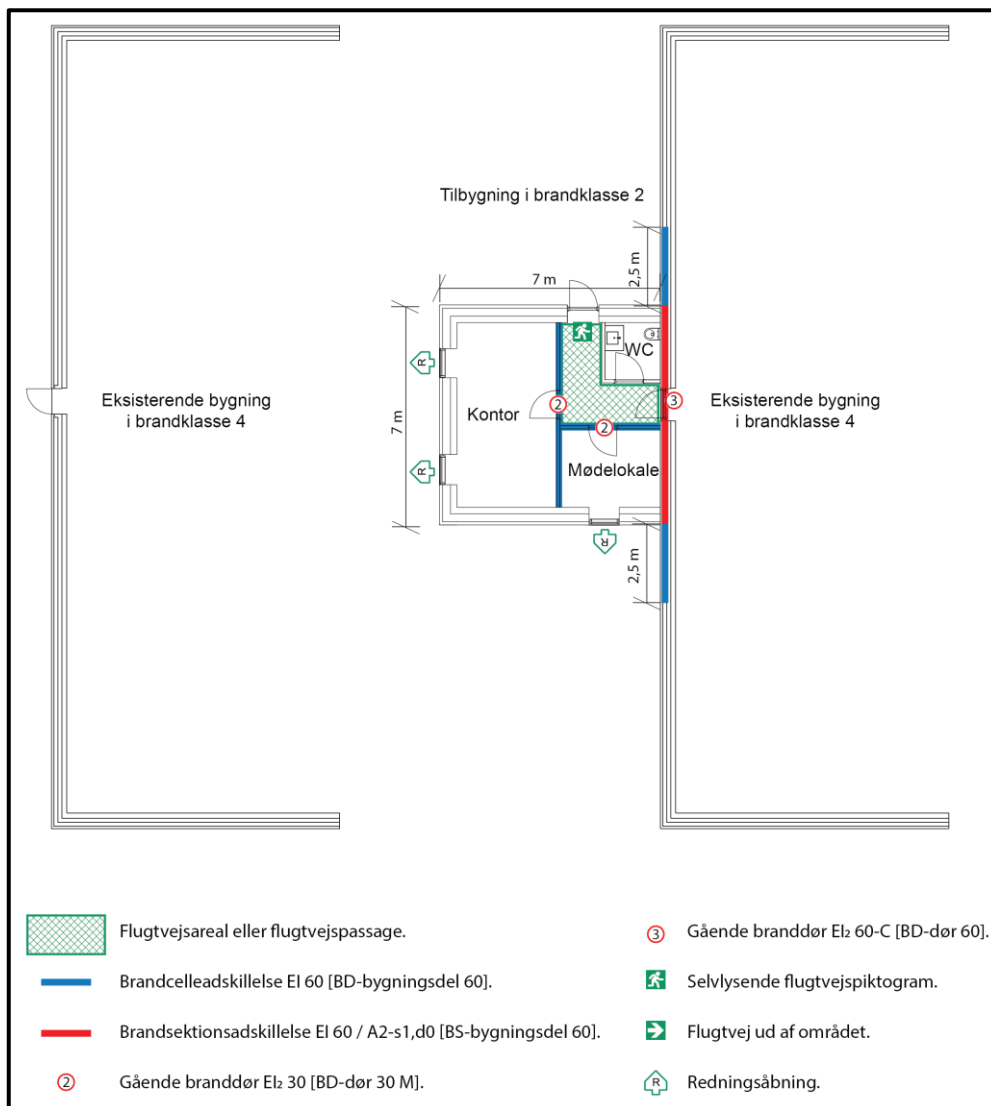 Tilbygning i brandklasse 2
2,5 m
7 m
WC
R
2
3
Eksisterende bygning
i brandklasse 4
Kontor
Eksisterende bygning
i brandklasse 4
7 m
2
Mødelokale
R
R
2,5 m
Flugtvejsareal eller flugtvejspassage.
Brandcelleadskillelse EI 60 [BD-bygningsdel 60].
Brandsektionsadskillelse EI 60 / A2-s1,d0 [BS-bygningsdel 60].
2 Gående branddør EI₂ 30 [BD-dør 30 M].
3 Gående branddør EI₂ 60-C [BD-dør 60].
Selvlysende flugtvejspiktogram.
Flugtvej ud af området.
R Redningsåbning.